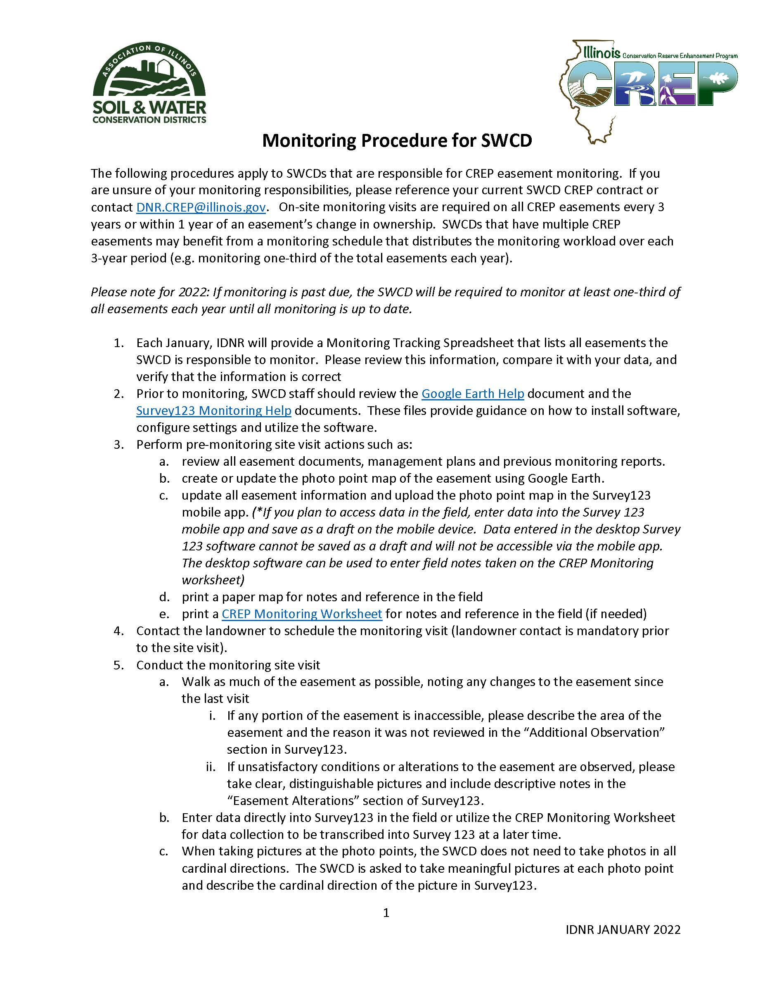 ASSOCIATION OF ILLINOIS
SOIL & WATER
CONSERVATION DISTRICTS
Illinois Conservation Reserve Enhancement Program
CREP
Monitoring Procedure for SWCD
The following procedures apply to SWCDs that are responsible for CREP easement monitoring.  If you
are unsure of your monitoring responsibilities, please reference your current SWCD CREP contract or
contact DNR.CREP@illinois.gov.   On-site monitoring visits are required on all CREP easements every 3
years or within 1 year of an easement's change in ownership.  SWCDs that have multiple CREP
easements may benefit from a monitoring schedule that distributes the monitoring workload over each
3-year period (e.g. monitoring one-third of the total easements each year).
Please note for 2022: If monitoring is past due, the SWCD will be required to monitor at least one-third of
all easements each year until all monitoring is up to date.
1. Each January, IDNR will provide a Monitoring Tracking Spreadsheet that lists all easements the
SWCD is responsible to monitor.  Please review this information, compare it with your data, and
verify that the information is correct
2. Prior to monitoring, SWCD staff should review the Google Earth Help document and the
Survey123 Monitoring Help documents.  These files provide guidance on how to install software,
configure settings and utilize the software.
3. Perform pre-monitoring site visit actions such as:
a. review all easement documents, management plans and previous monitoring reports.
b. create or update the photo point map of the easement using Google Earth.
c. update all easement information and upload the photo point map in the Survey123
mobile app. (*If you plan to access data in the field, enter data into the Survey 123
mobile app and save as a draft on the mobile device.  Data entered in the desktop Survey
123 software cannot be saved as a draft and will not be accessible via the mobile app.
The desktop software can be used to enter field notes taken on the CREP Monitoring
worksheet)
d. print a paper map for notes and reference in the field
e. print a CREP Monitoring Worksheet for notes and reference in the field (if needed)
4. Contact the landowner to schedule the monitoring visit (landowner contact is mandatory prior
to the site visit).
5. Conduct the monitoring site visit
a. Walk as much of the easement as possible, noting any changes to the easement since
the last visit
i. If any portion of the easement is inaccessible, please describe the area of the
easement and the reason it was not reviewed in the “Additional Observation”
section in Survey123.
ii. If unsatisfactory conditions or alterations to the easement are observed, please
take clear, distinguishable pictures and include descriptive notes in the
“Easement Alterations” section of Survey123.
b. Enter data directly into Survey123 in the field or utilize the CREP Monitoring Worksheet
for data collection to be transcribed into Survey 123 at a later time.
c. When taking pictures at the photo points, the SWCD does not need to take photos in all
cardinal directions.  The SWCD is asked to take meaningful pictures at each photo point
and describe the cardinal direction of the picture in Survey123.
1
IDNR JANUARY 2022